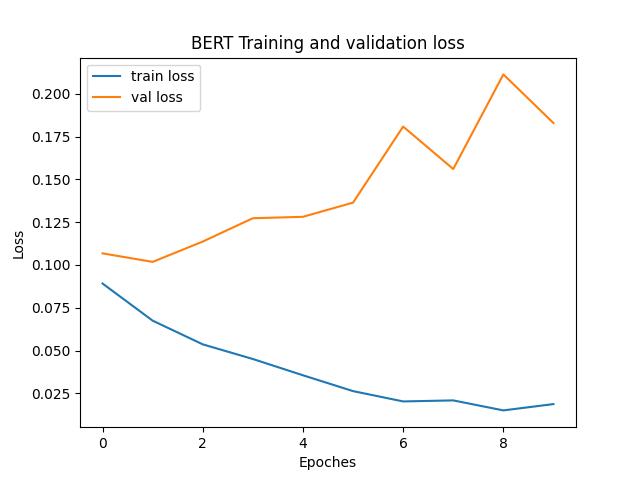 BERT Training and validation loss
train loss
val loss
0.200
0.175
0.150
0.125
0.100
0.075
0.050
0.025
Loss
0 2 4 6 8
Epoches